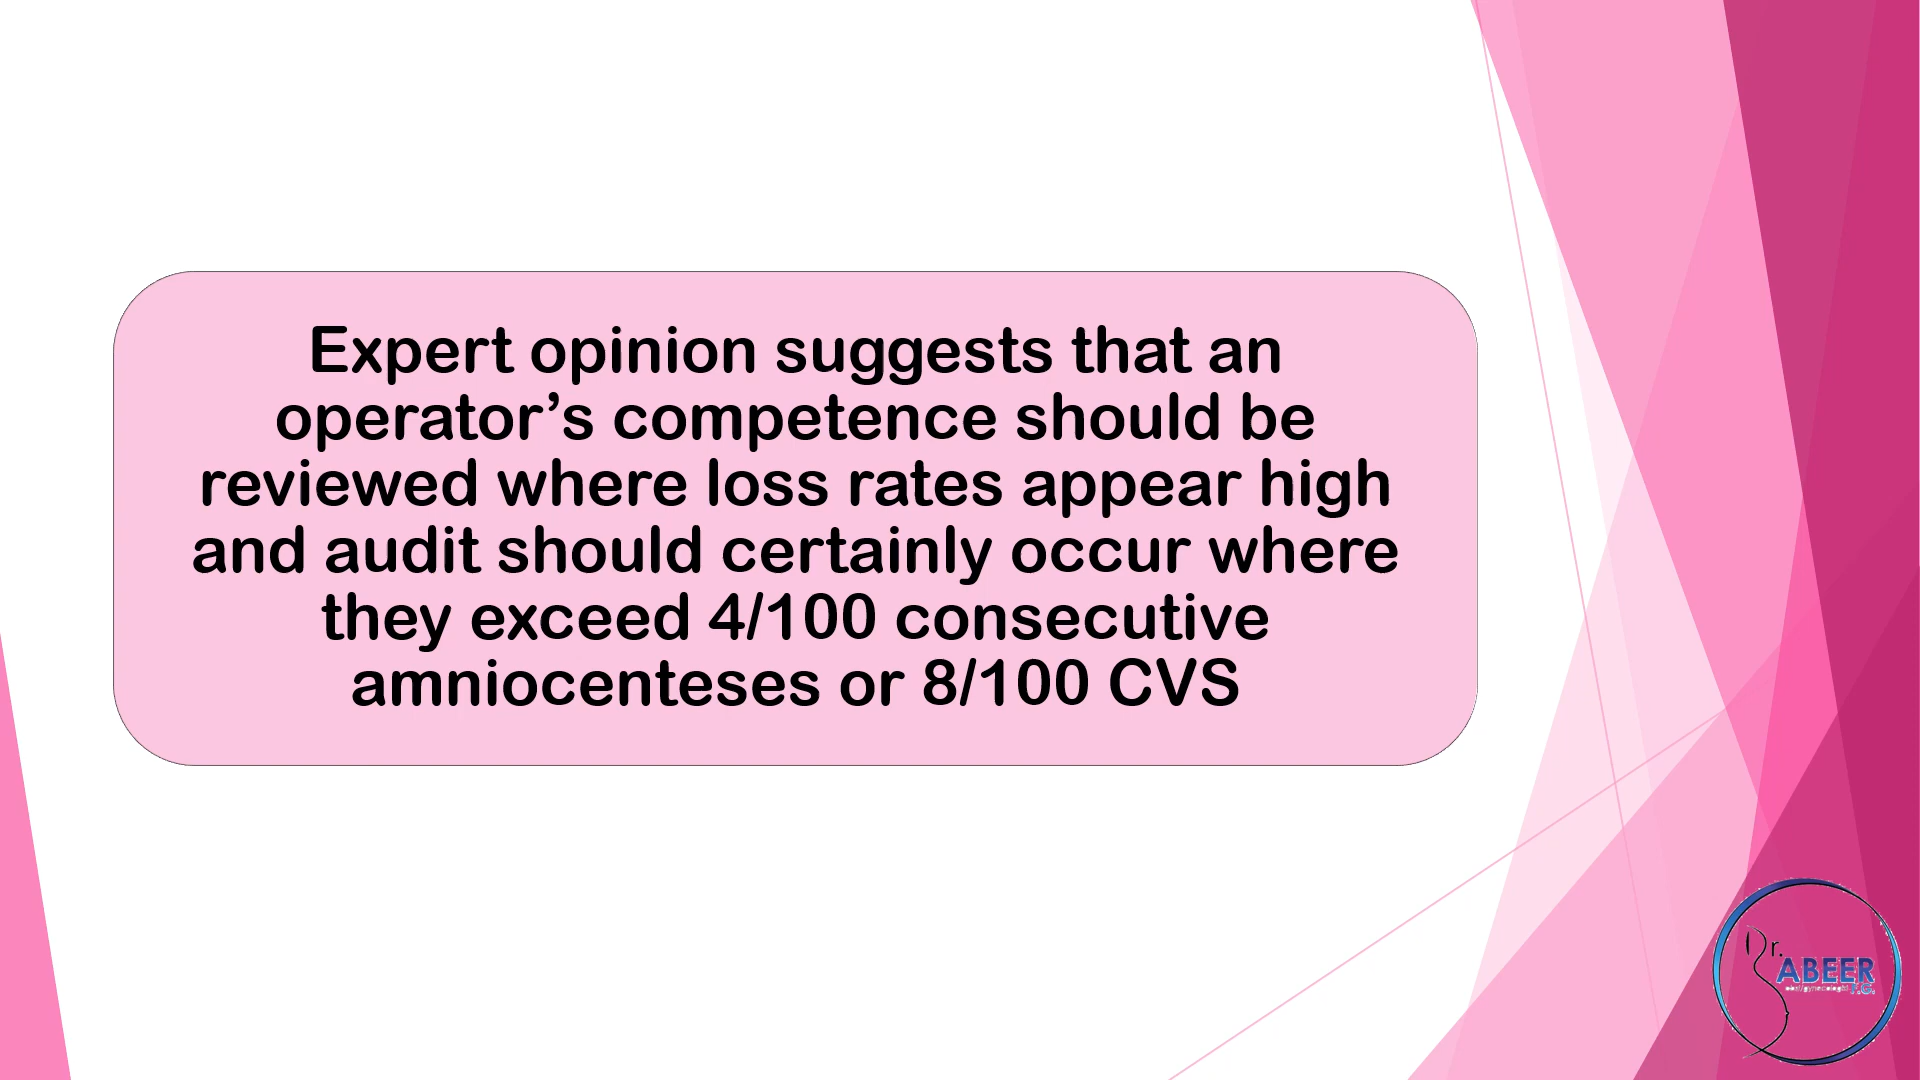 Expert opinion suggests that an
operator’s competence should be
reviewed where loss rates appear high
and audit should certainly occur where
they exceed 4/100 consecutive
amniocenteses or 8/100 CVS
Dr.
ABEER
F.G.